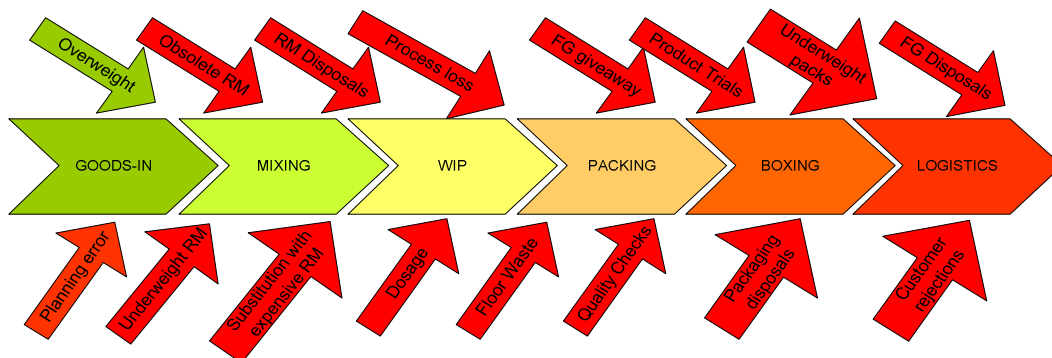 Overweight
Obsolete RM
RM Disposals
Process loss
FG giveaway
Product Trials
Underweight
packs
FG Disposals
GOODS-IN
MIXING
WIP
PACKING
BOXING
LOGISTICS
Planning error
Underweight RM
Substitution with
expensive RM
Dosage
Floor Waste
Quality Checks
Packaging
disposals
Customer
rejections